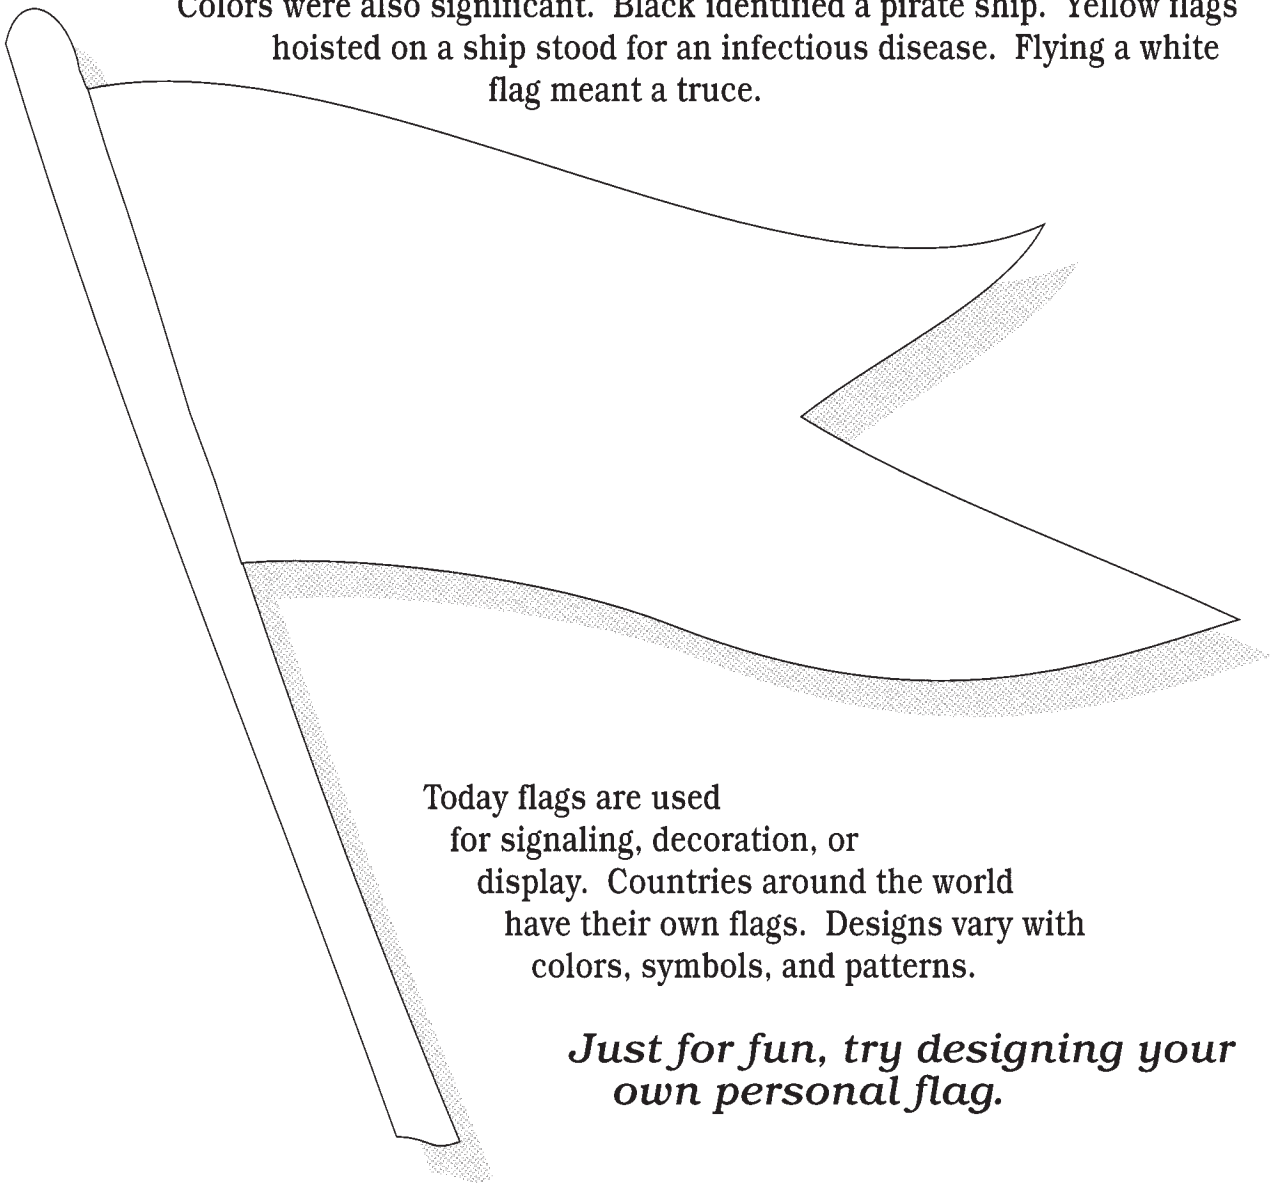 Colors were also significant.  Black identified a pirate ship.  Yellow flags
hoisted on a ship stood for an infectious disease.  Flying a white
flag meant a truce.
Today flags are used
for signaling, decoration, or
display.  Countries around the world
have their own flags.  Designs vary with
colors, symbols, and patterns.
Just for fun, try designing your
own personal flag.